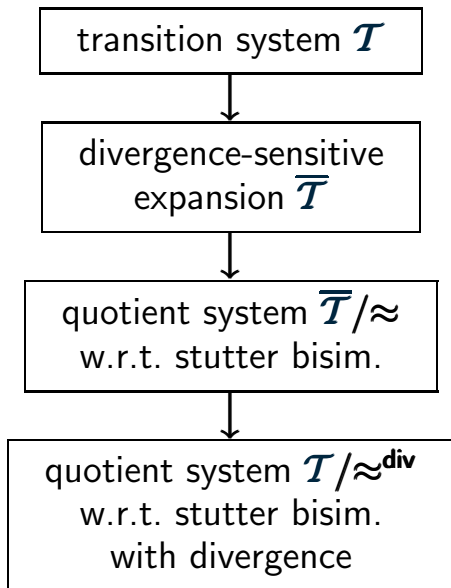 transition system 𝒯
divergence-sensitive
expansion 𝒯̅
quotient system 𝒯̅/≈
w.r.t. stutter bisim.
quotient system 𝒯/≈ᵈⁱᵛ
w.r.t. stutter bisim.
with divergence